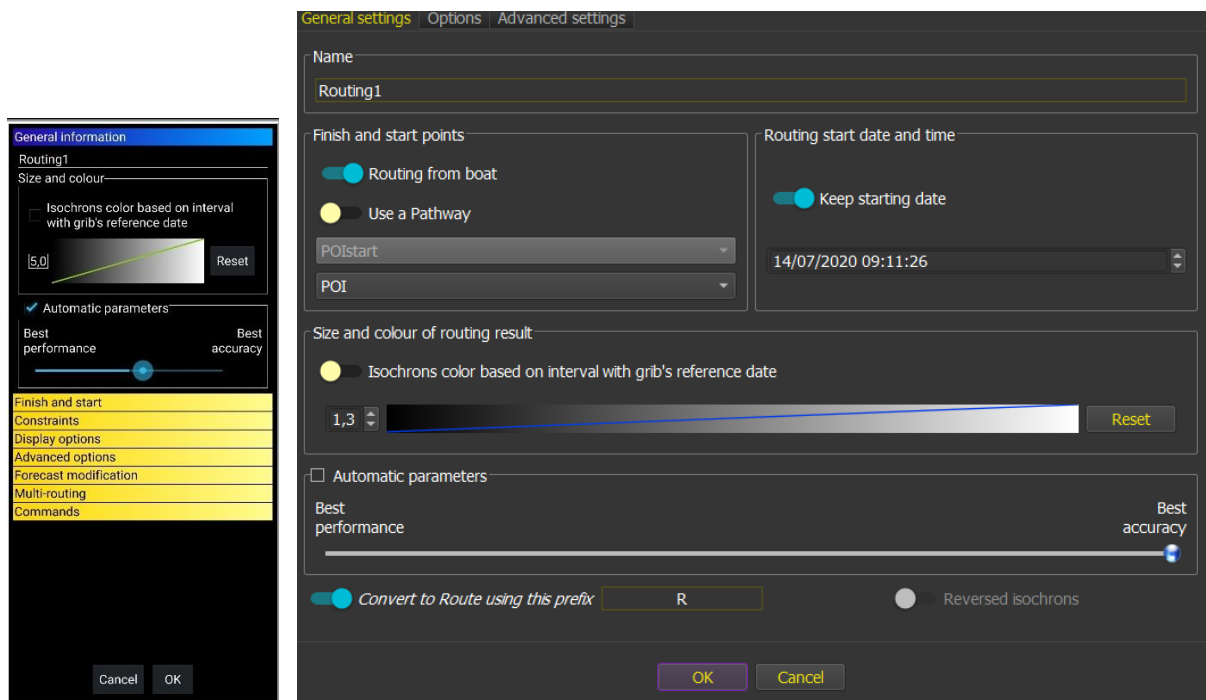 General information
Routing1
Size and colour
Isochrons color based on interval
with grib's reference date
5,0
Reset
Automatic parameters
Best
performance
Best
accuracy
Finish and start
Constraints
Display options
Advanced options
Forecast modification
Multi-routing
Commands
Cancel
OK
General settings
Options
Advanced settings
Name
Routing1
Finish and start points
Routing from boat
Use a Pathway
POIstart
POI
Routing start date and time
Keep starting date
14/07/2020 09:11:26
Size and colour of routing result
Isochrons color based on interval with grib's reference date
1,3
Reset
Automatic parameters
Best
performance
Best
accuracy
Convert to Route using this prefix
R
Reversed isochrons
OK
Cancel